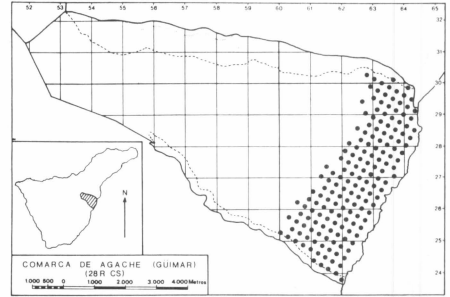 52 53 54 55 56 57 58 59 60 61 62 63 64 65
32
31
30
29
28
27
26
25
24
N
COMARCA DE AGACHE (GÜIMAR)
(28R CS)
1.000 500 0 1.000 2.000 3.000 4.000 Metros